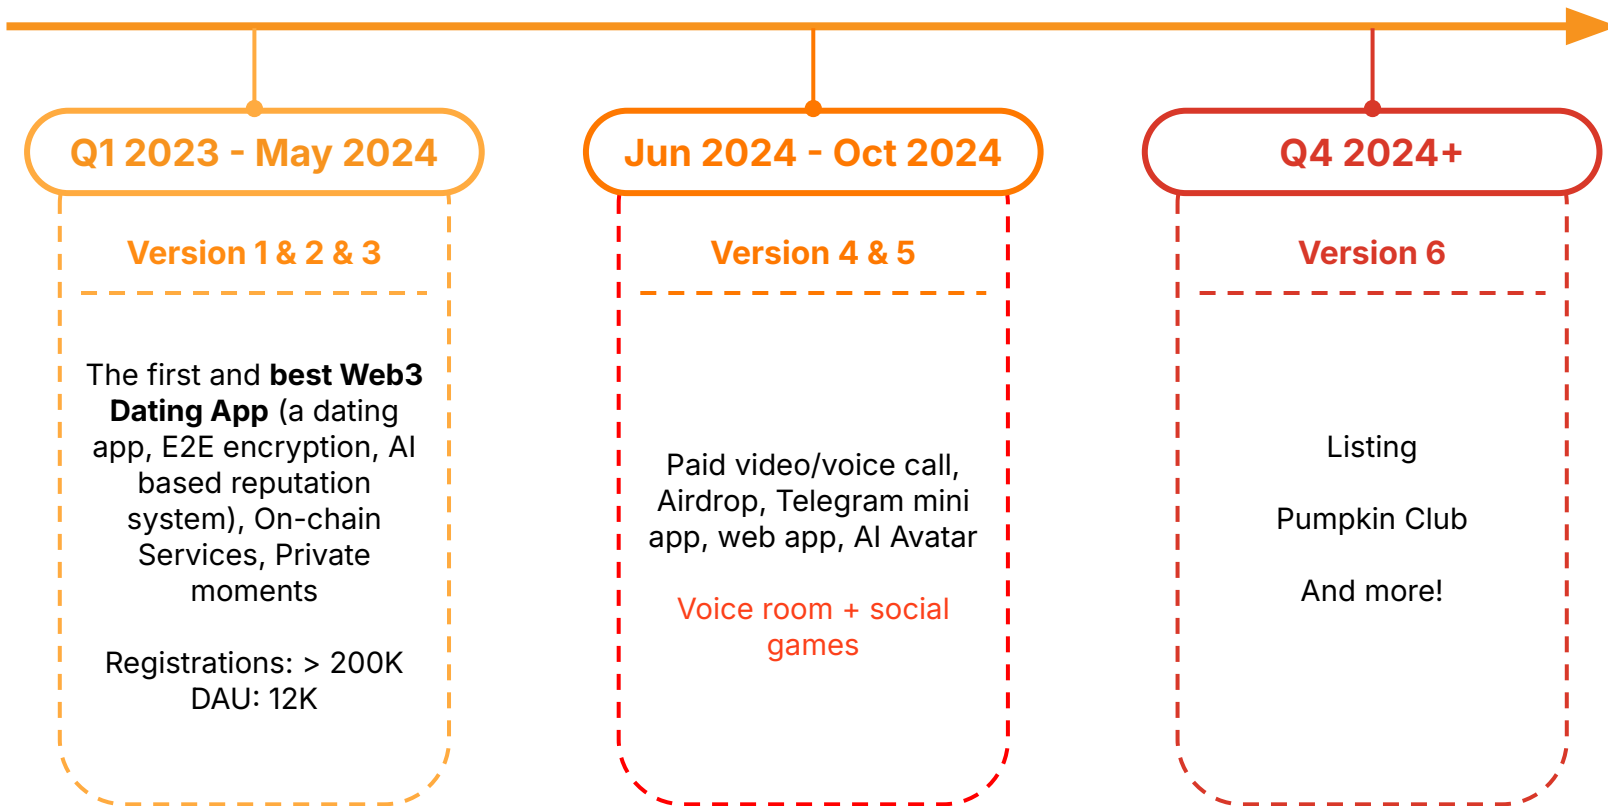 Q1 2023 - May 2024
Version 1 & 2 & 3
The first and best Web3
Dating App (a dating
app, E2E encryption, AI
based reputation
system), On-chain
Services, Private
moments
Registrations: > 200K
DAU: 12K
Jun 2024 - Oct 2024
Version 4 & 5
Paid video/voice call,
Airdrop, Telegram mini
app, web app, AI Avatar
Voice room + social
games
Q4 2024+
Version 6
Listing
Pumpkin Club
And more!